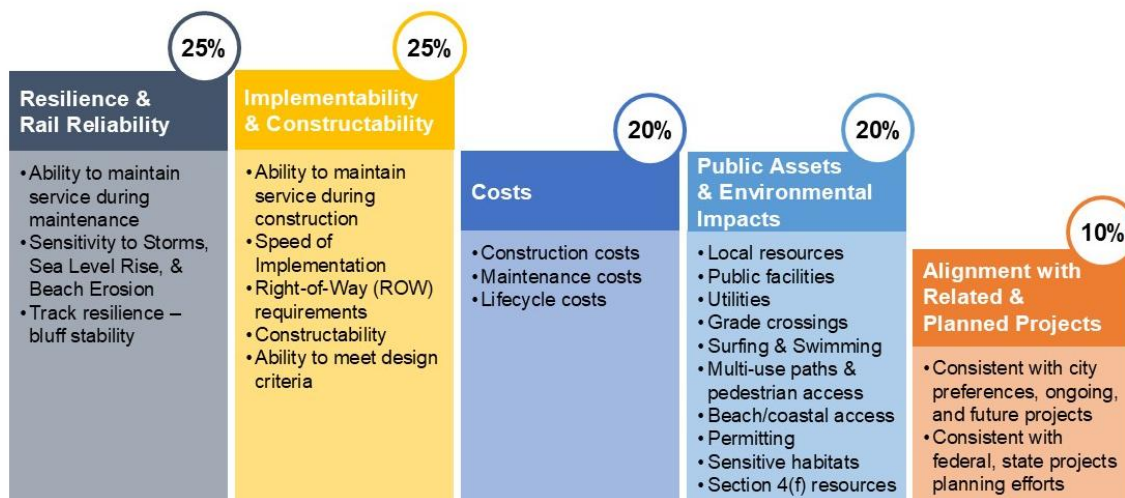 25%
Resilience &
Rail Reliability
•Ability to maintain
service during
maintenance
•Sensitivity to Storms,
Sea Level Rise, &
Beach Erosion
•Track resilience –
bluff stability
25%
Implementability
& Constructability
•Ability to maintain
service during
construction
•Speed of
Implementation
•Right-of-Way (ROW)
requirements
•Constructability
•Ability to meet design
criteria
20%
Costs
•Construction costs
•Maintenance costs
•Lifecycle costs
20%
Public Assets
& Environmental
Impacts
•Local resources
•Public facilities
•Utilities
•Grade crossings
•Surfing & Swimming
•Multi-use paths &
pedestrian access
•Beach/coastal access
•Permitting
•Sensitive habitats
•Section 4(f) resources
10%
Alignment with
Related &
Planned Projects
•Consistent with city
preferences, ongoing,
and future projects
•Consistent with
federal, state projects
planning efforts